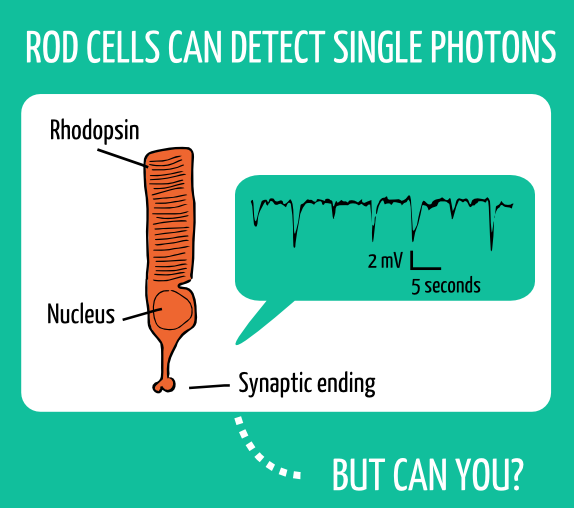 ROD CELLS CAN DETECT SINGLE PHOTONS
Rhodopsin
2 mV
5 seconds
Nucleus
Synaptic ending
BUT CAN YOU?